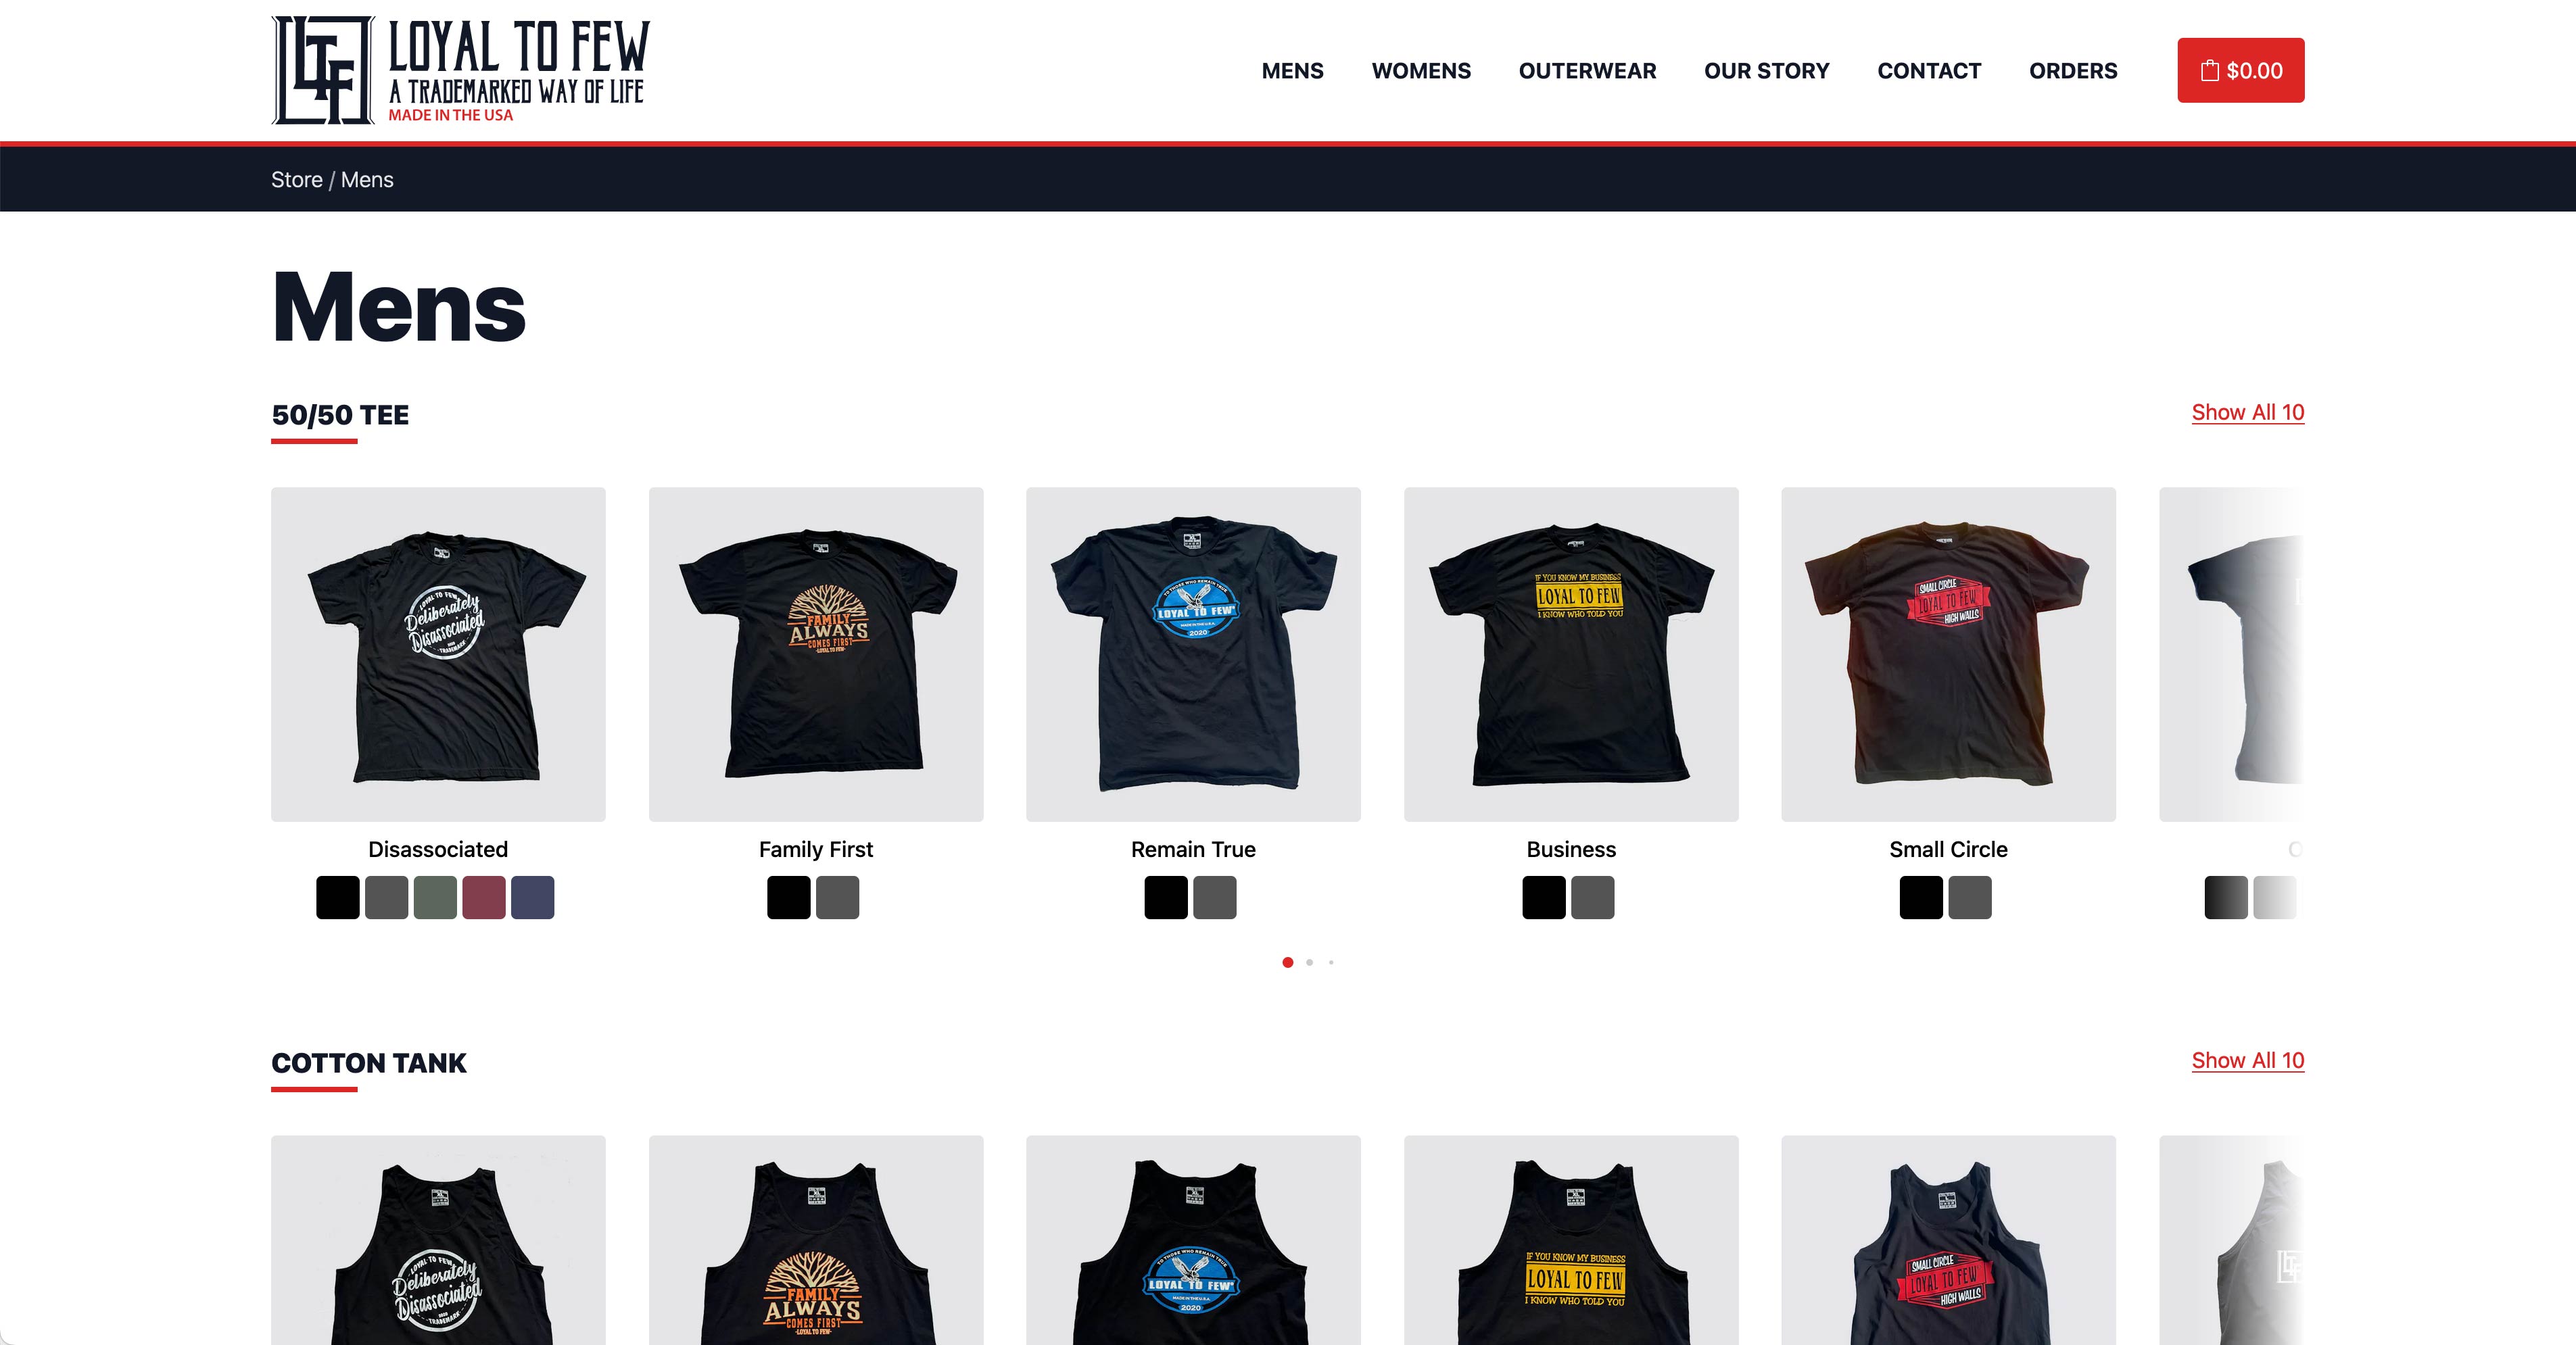 LTF
LOYAL TO FEW
A TRADEMARKED WAY OF LIFE
MADE IN THE USA
MENS
WOMENS
OUTERWEAR
OUR STORY
CONTACT
ORDERS
$0.00
Store / Mens
Mens
50/50 TEE
Show All 10
LOYAL TO FEW
Deliberately
Disassociated
TRADEMARK
FAMILY
ALWAYS
COMES FIRST
LOYAL TO FEW
TO THOSE WHO REMAIN TRUE
LOYAL TO FEW
MADE IN THE U.S.A.
2020
IF YOU KNOW MY BUSINESS
LOYAL TO FEW
I KNOW WHO TOLD YOU
SMALL CIRCLE
LOYAL TO FEW
HIGH WALLS
Disassociated
Family First
Remain True
Business
Small Circle
COTTON TANK
Show All 10
XL
LOYAL TO FEW
Deliberately
Disassociated
TRADEMARK
XL
FAMILY
ALWAYS
COMES FIRST
LOYAL TO FEW
XL
TO THOSE WHO REMAIN TRUE
LOYAL TO FEW
MADE IN THE U.S.A.
2020
XL
IF YOU KNOW MY BUSINESS
LOYAL TO FEW
I KNOW WHO TOLD YOU
SMALL CIRCLE
LOYAL TO FEW
HIGH WALLS